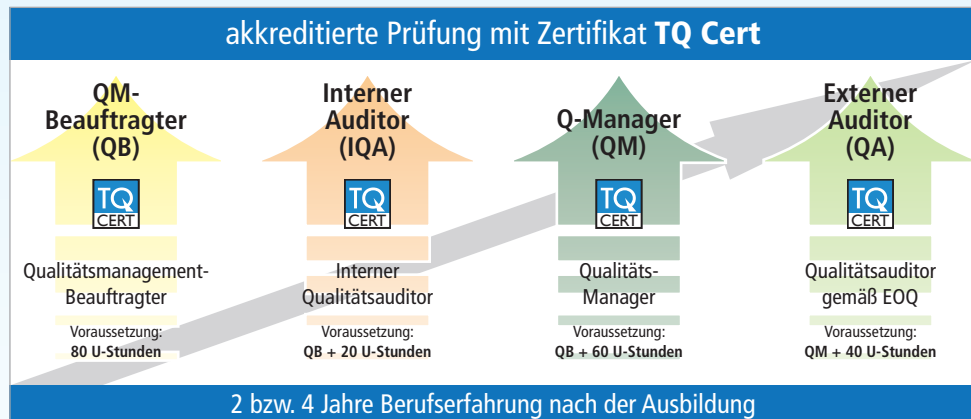 akkreditierte Prüfung mit Zertifikat TQ Cert
QM-
Beauftragter
(QB)
TQ
CERT
Qualitätsmanagement-
Beauftragter
Voraussetzung:
80 U-Stunden
Interner
Auditor
(IQA)
TQ
CERT
Interner
Qualitätsauditor
Voraussetzung:
QB + 20 U-Stunden
Q-Manager
(QM)
TQ
CERT
Qualitäts-
Manager
Voraussetzung:
QB + 60 U-Stunden
Externer
Auditor
(QA)
TQ
CERT
Qualitätsauditor
gemäß EOQ
Voraussetzung:
QM + 40 U-Stunden
2 bzw. 4 Jahre Berufserfahrung nach der Ausbildung